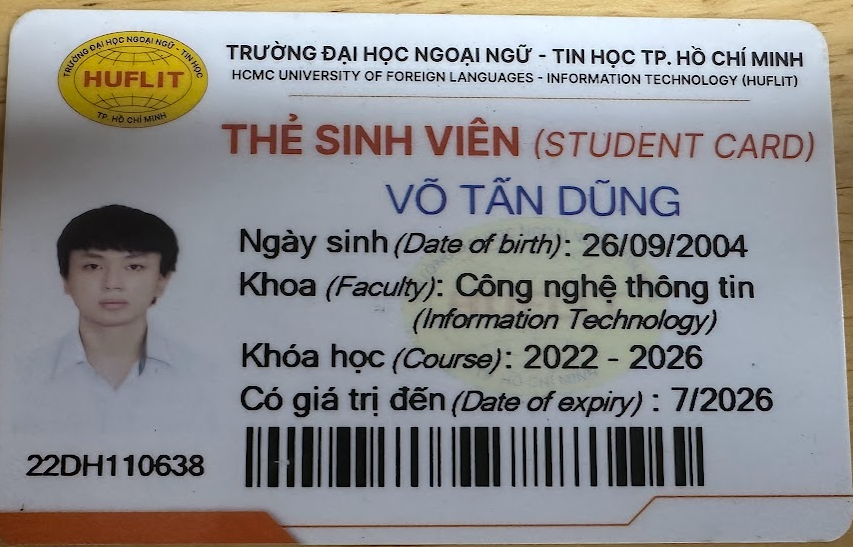 TRƯỜNG ĐẠI HỌC NGOẠI NGỮ - TIN HỌC
HUFLIT
TP. HỒ CHÍ MINH
TRƯỜNG ĐẠI HỌC NGOẠI NGỮ - TIN HỌC TP. HỒ CHÍ MINH
HCMC UNIVERSITY OF FOREIGN LANGUAGES - INFORMATION TECHNOLOGY (HUFLIT)
THẺ SINH VIÊN (STUDENT CARD)
VÕ TẤN DŨNG
Ngày sinh (Date of birth): 26/09/2004
Khoa (Faculty): Công nghệ thông tin
(Information Technology)
Khóa học (Course): 2022 - 2026
Có giá trị đến (Date of expiry) : 7/2026
22DH110638